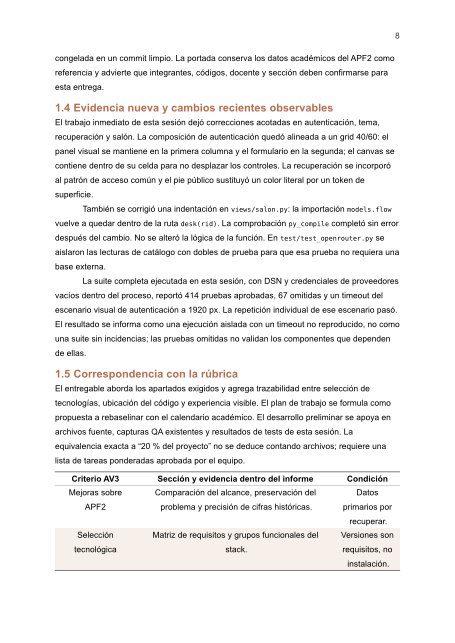 8
congelada en un commit limpio. La portada conserva los datos académicos del APF2 como
referencia y advierte que integrantes, códigos, docente y sección deben confirmarse para
esta entrega.
1.4 Evidencia nueva y cambios recientes observables
El trabajo inmediato de esta sesión dejó correcciones acotadas en autenticación, tema,
recuperación y salón. La composición de autenticación quedó alineada a un grid 40/60: el
panel visual se mantiene en la primera columna y el formulario en la segunda; el canvas se
contiene dentro de su celda para no desplazar los controles. La recuperación se incorporó
al patrón de acceso común y el pie público sustituyó un color literal por un token de
superficie.
También se corrigió una indentación en views/salon.py: la importación models.flow
vuelve a quedar dentro de la ruta desk(rid). La comprobación py_compile completó sin error
después del cambio. No se alteró la lógica de la función. En test/test_openrouter.py se
aislaron las lecturas de catálogo con dobles de prueba para que esa prueba no requiera una
base externa.
La suite completa ejecutada en esta sesión, con DSN y credenciales de proveedores
vacíos dentro del proceso, reportó 414 pruebas aprobadas, 67 omitidas y un timeout del
escenario visual de autenticación a 1920 px. La repetición individual de ese escenario pasó.
El resultado se informa como una ejecución aislada con un timeout no reproducido, no como
una suite sin incidencias; las pruebas omitidas no validan los componentes que dependen
de ellas.
1.5 Correspondencia con la rúbrica
El entregable aborda los apartados exigidos y agrega trazabilidad entre selección de
tecnologías, ubicación del código y experiencia visible. El plan de trabajo se formula como
propuesta a rebaselinar con el calendario académico. El desarrollo preliminar se apoya en
archivos fuente, capturas QA existentes y resultados de tests de esta sesión. La
equivalencia exacta a “20 % del proyecto” no se deduce contando archivos; requiere una
lista de tareas ponderadas aprobada por el equipo.
Criterio AV3 Sección y evidencia dentro del informe Condición
Mejoras sobre Comparación del alcance, preservación del Datos
APF2 problema y precisión de cifras históricas. primarios por
recuperar.
Selección Matriz de requisitos y grupos funcionales del Versiones son
tecnológica stack. requisitos, no
instalación.